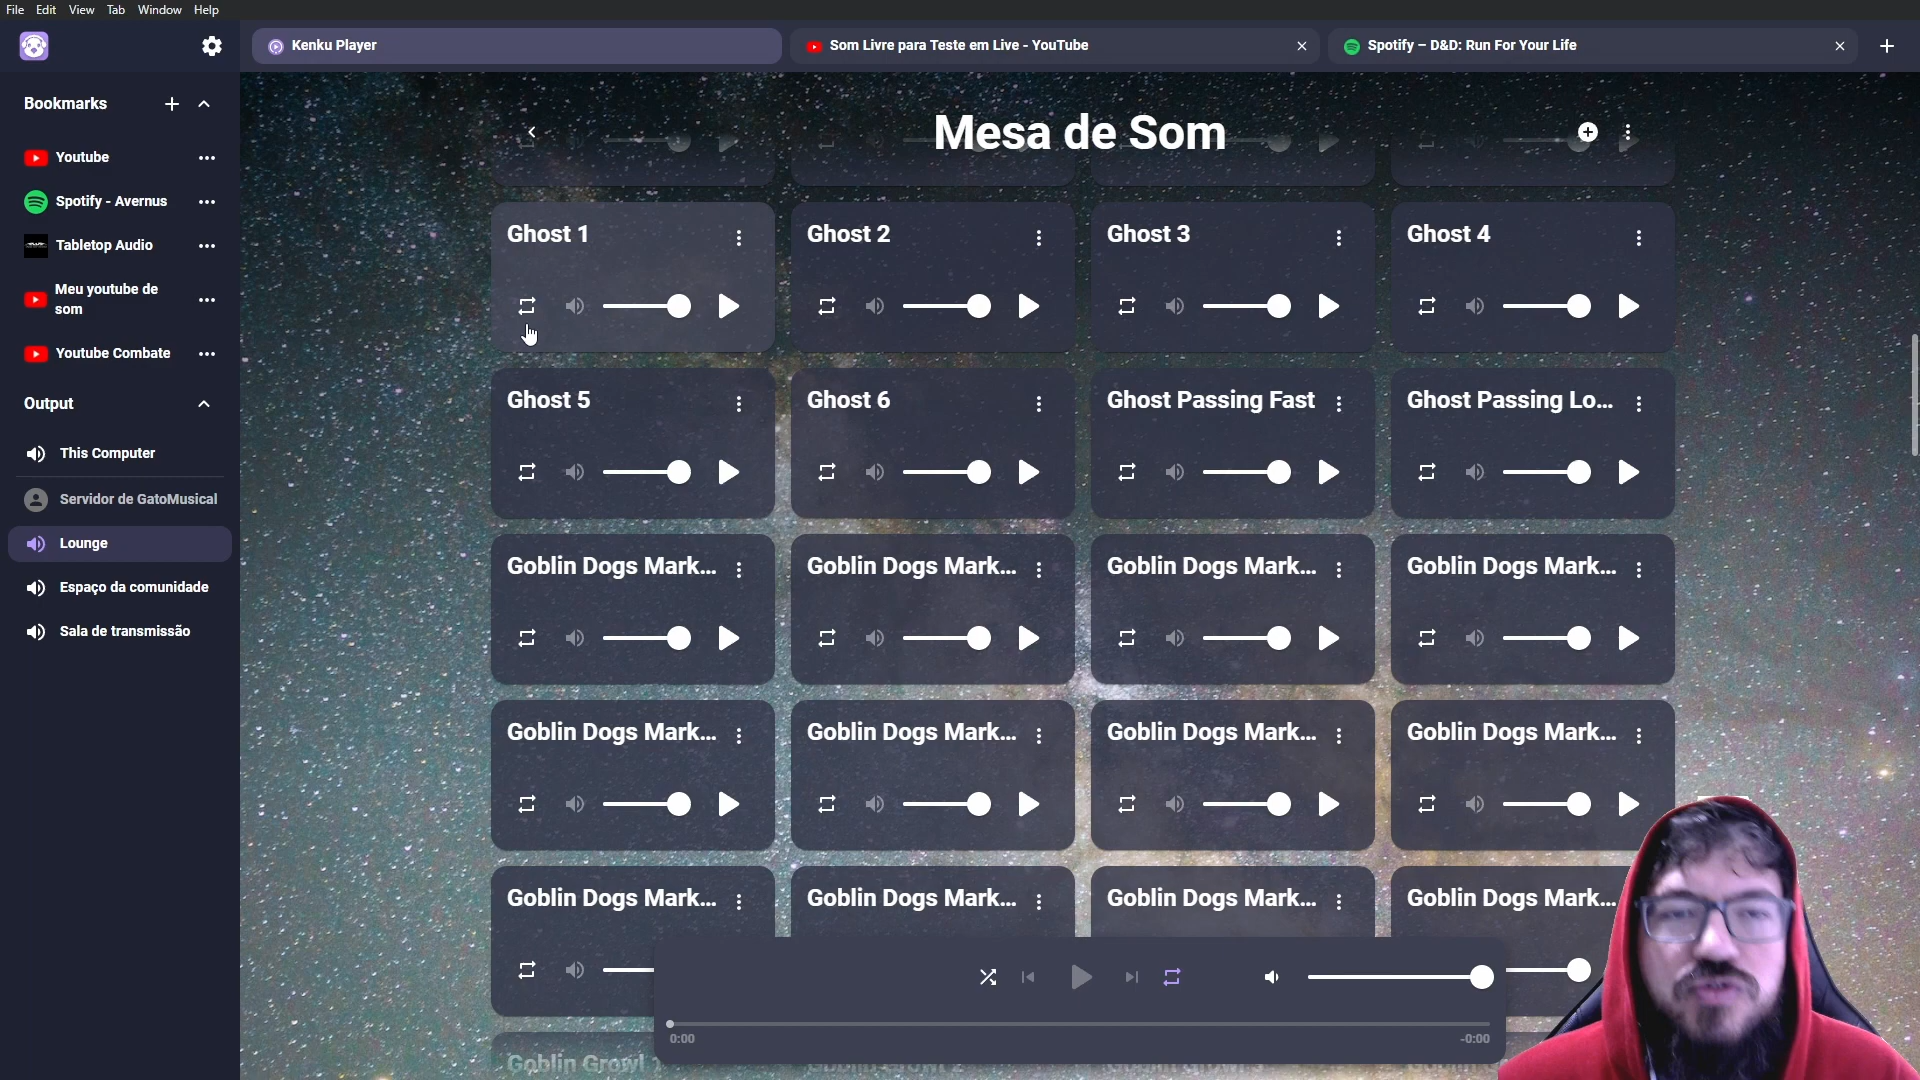 File Edit View Tab Window Help
Kenku Player
Som Livre para Teste em Live - YouTube
Spotify – D&D: Run For Your Life
Bookmarks
Youtube
Spotify - Avernus
Tabletop Audio
Meu youtube de
som
Youtube Combate
Output
This Computer
Servidor de GatoMusical
Lounge
Espaço da comunidade
Sala de transmissão
Mesa de Som
Ghost 1
Ghost 2
Ghost 3
Ghost 4
Ghost 5
Ghost 6
Ghost Passing Fast
Ghost Passing Lo...
Goblin Dogs Mark...
Goblin Dogs Mark...
Goblin Dogs Mark...
Goblin Dogs Mark...
Goblin Dogs Mark...
Goblin Dogs Mark...
Goblin Dogs Mark...
Goblin Dogs Mark...
Goblin Dogs Mark...
Goblin Dogs Mark...
Goblin Dogs Mark...
Goblin Dogs Mark...
0:00
-0:00
Goblin Growl